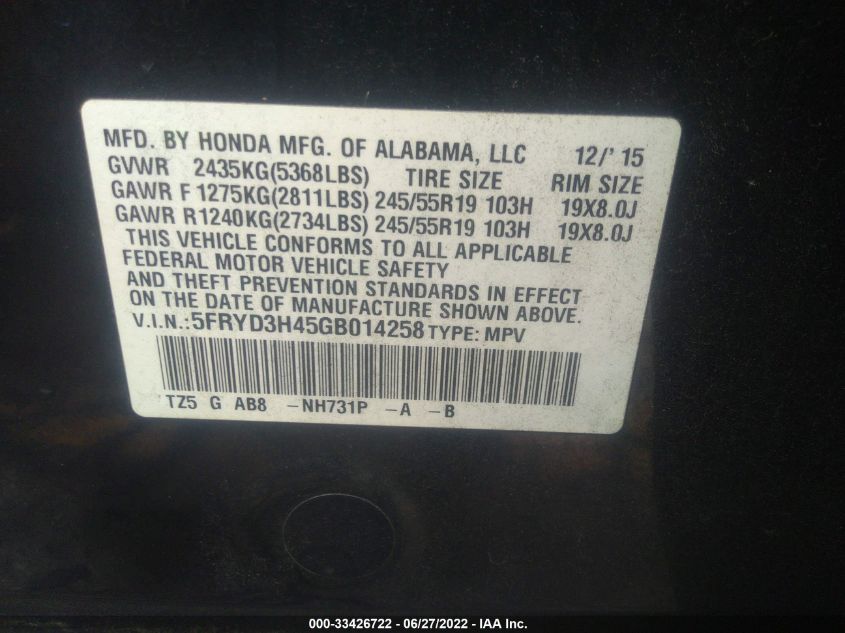 MFD. BY HONDA MFG. OF ALABAMA, LLC 12/' 15
GVWR 2435KG(5368LBS) TIRE SIZE RIM SIZE
GAWR F 1275KG(2811LBS) 245/55R19 103H 19X8.0J
GAWR R1240KG(2734LBS) 245/55R19 103H 19X8.0J
THIS VEHICLE CONFORMS TO ALL APPLICABLE
FEDERAL MOTOR VEHICLE SAFETY
AND THEFT PREVENTION STANDARDS IN EFFECT
ON THE DATE OF MANUFACTURE SHOWN ABOVE.
V.I.N.:5FRYD3H45GB014258 TYPE: MPV
TZ5 G AB8 -NH731P -A -B
000-33426722 - 06/27/2022 - IAA Inc.